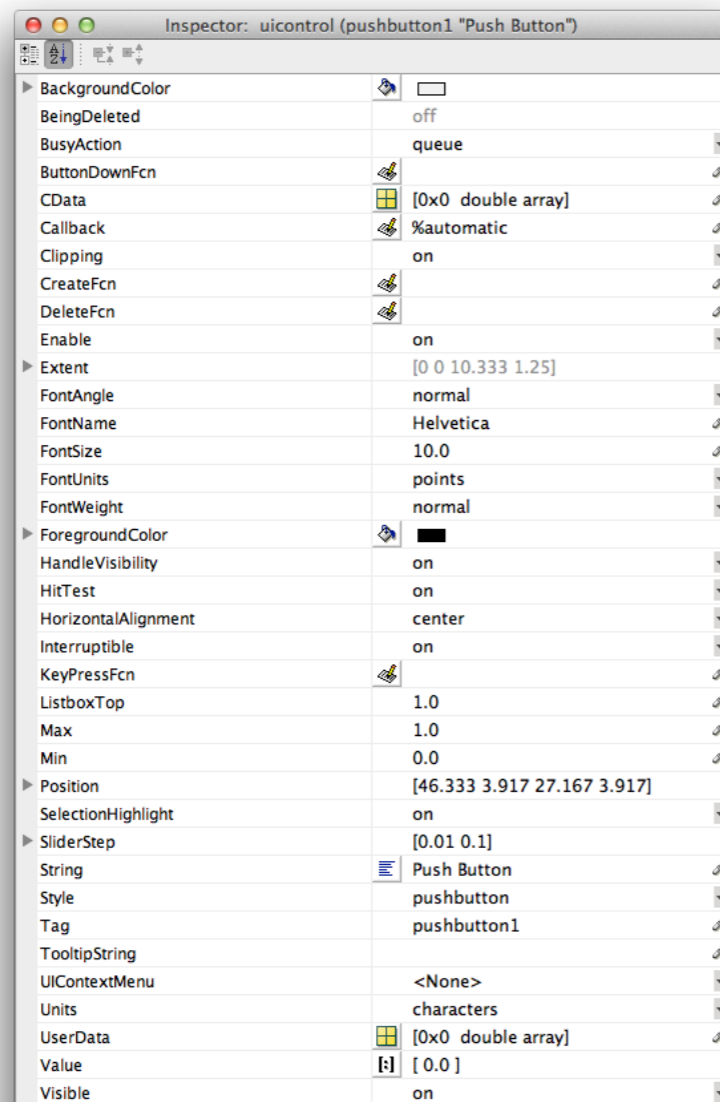 Inspector: uicontrol (pushbutton1 "Push Button")
BackgroundColor
BeingDeleted off
BusyAction queue
ButtonDownFcn
CData [0x0 double array]
Callback %automatic
Clipping on
CreateFcn
DeleteFcn
Enable on
Extent [0 0 10.333 1.25]
FontAngle normal
FontName Helvetica
FontSize 10.0
FontUnits points
FontWeight normal
ForegroundColor
HandleVisibility on
HitTest on
HorizontalAlignment center
Interruptible on
KeyPressFcn
ListboxTop 1.0
Max 1.0
Min 0.0
Position [46.333 3.917 27.167 3.917]
SelectionHighlight on
SliderStep [0.01 0.1]
String Push Button
Style pushbutton
Tag pushbutton1
TooltipString
UIContextMenu <None>
Units characters
UserData [0x0 double array]
Value [ 0.0 ]
Visible on